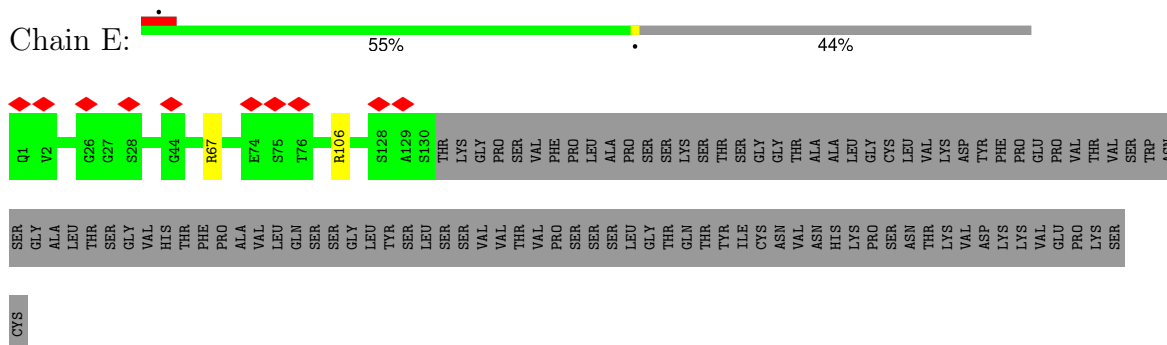 Chain E:
55%
44%
Q1 V2 G26 G27 S28 G44 R67 E74 S75 T76 R106 S128 A129 S130 THR LYS GLY PRO SER VAL PHE PRO LEU ALA PRO SER SER LYS SER THR SER GLY GLY THR ALA ALA LEU GLY CYS LEU VAL LYS ASP TYR PHE PRO GLU PRO VAL THR VAL SER TRP ASN
SER GLY ALA LEU THR SER GLY VAL HIS THR PHE PRO ALA VAL LEU GLN SER SER GLY LEU TYR SER LEU SER SER VAL VAL THR VAL PRO SER SER SER LEU GLY THR GLN THR TYR ILE CYS ASN VAL ASN HIS LYS PRO SER ASN THR LYS VAL ASP LYS LYS VAL GLU PRO LYS SER
CYS